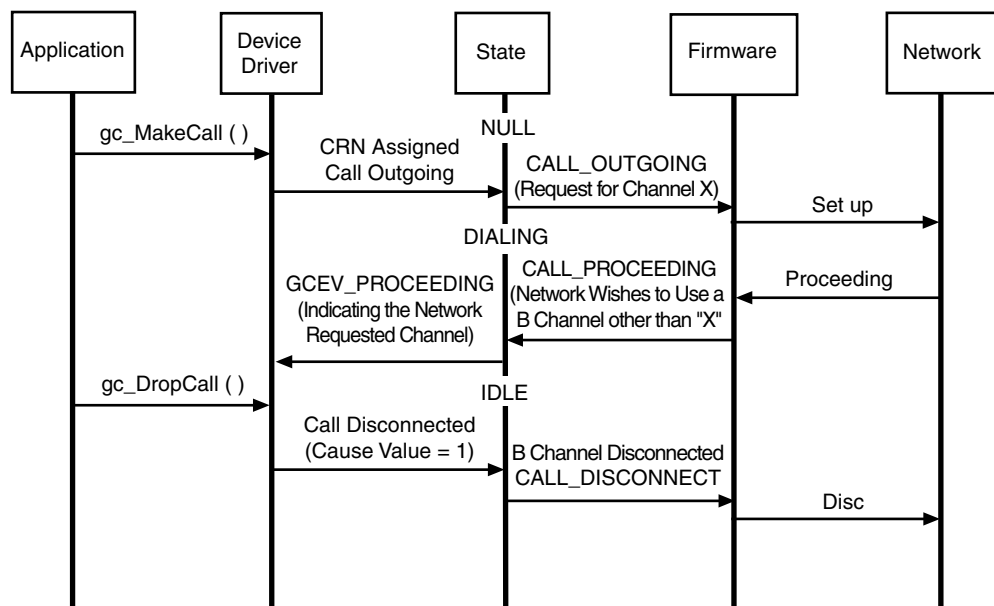 Application
Device
Driver
State
Firmware
Network
NULL
gc_MakeCall ( )
CRN Assigned
Call Outgoing
CALL_OUTGOING
(Request for Channel X)
Set up
DIALING
CALL_PROCEEDING
(Network Wishes to Use a
B Channel other than "X"
Proceeding
GCEV_PROCEEDING
(Indicating the Network
Requested Channel)
gc_DropCall ( )
IDLE
Call Disconnected
(Cause Value = 1)
B Channel Disconnected
CALL_DISCONNECT
Disc